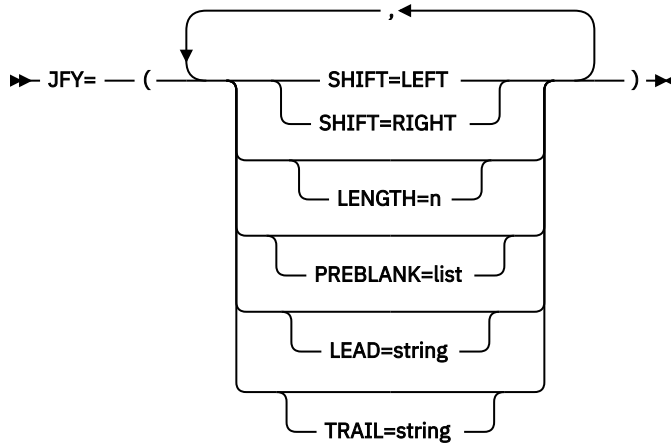 ,
JFY= ( SHIFT=LEFT )
SHIFT=RIGHT
LENGTH=n
PREBLANK=list
LEAD=string
TRAIL=string